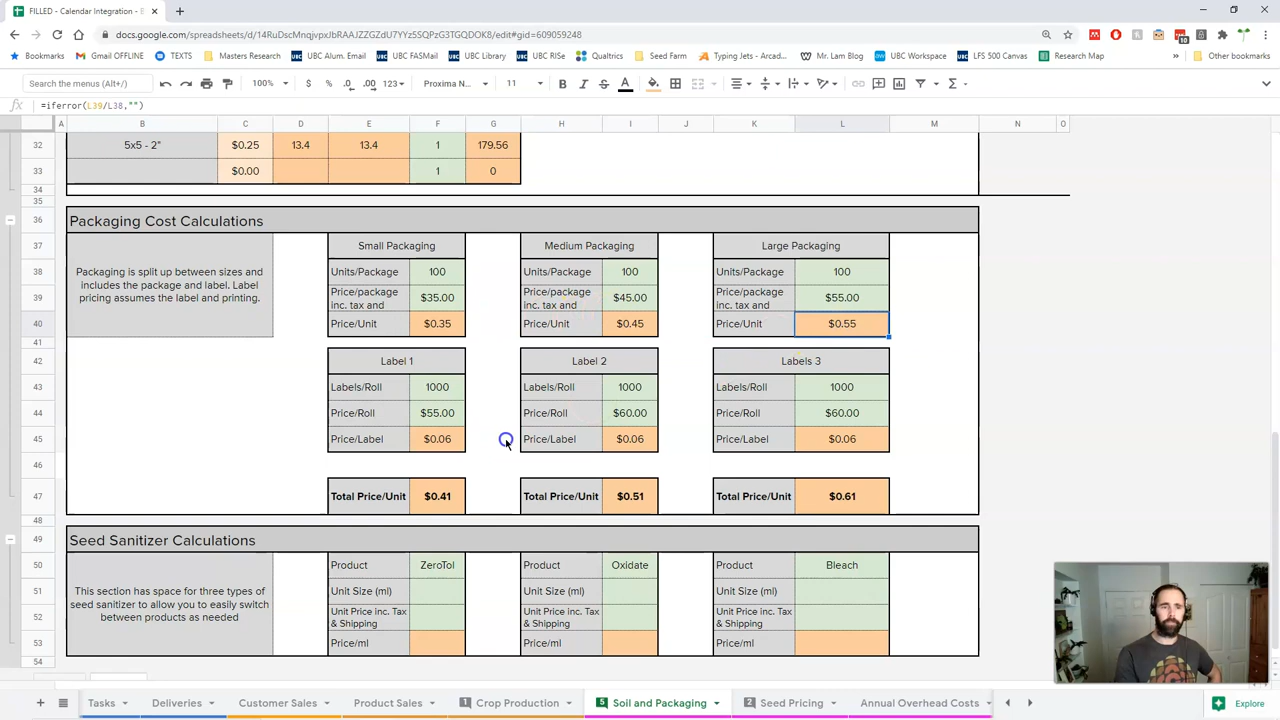 FILLED - Calendar Integration -
docs.google.com/spreadsheets/d/14RuDscMnqjvpxJbRAAJZZGZdU7YYz5SSQPzG3TGQDOK8/edit#gid=609059248
Bookmarks Gmail OFFLINE TEXTS Masters Research UBC Alum. Email UBC FASMail UBC Library Qualtrics Seed Farm Typing Jets - Arcad... Mr. Lam Blog UBC Workspace LFS 500 Canvas Research Map » Other bookmarks
Search the menus (Alt+/) 100% $ % .0 .00 123 Proxima N... 11 B I S A
fx =iferror(L39/L38,"")
A B C D E F G H I J K L M N O
32 5x5 - 2" $0.25 13.4 13.4 1 179.56
33 $0.00 1 0
34
35
36 Packaging Cost Calculations
37 Small Packaging Medium Packaging Large Packaging
Packaging is split up between sizes and
includes the package and label. Label
pricing assumes the label and printing.
38 Units/Package 100 Units/Package 100 Units/Package 100
39 Price/package inc. tax and $35.00 Price/package inc. tax and $45.00 Price/package inc. tax and $55.00
40 Price/Unit $0.35 Price/Unit $0.45 Price/Unit $0.55
41
42 Label 1 Label 2 Labels 3
43 Labels/Roll 1000 Labels/Roll 1000 Labels/Roll 1000
44 Price/Roll $55.00 Price/Roll $60.00 Price/Roll $60.00
45 Price/Label $0.06 Price/Label $0.06 Price/Label $0.06
46
47 Total Price/Unit $0.41 Total Price/Unit $0.51 Total Price/Unit $0.61
48
49 Seed Sanitizer Calculations
50 Product ZeroTol Product Oxidate Product Bleach
This section has space for three types of
seed sanitizer to allow you to easily switch
between products as needed
51 Unit Size (ml) Unit Size (ml) Unit Size (ml)
52 Unit Price inc. Tax & Shipping Unit Price inc. Tax & Shipping Unit Price inc. Tax & Shipping
53 Price/ml Price/ml Price/ml
54
Tasks Deliveries Customer Sales Product Sales 1 Crop Production 5 Soil and Packaging 2 Seed Pricing Annual Overhead Costs Explore